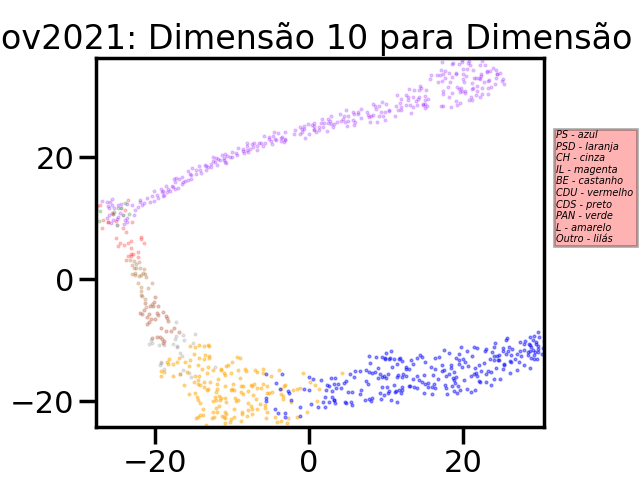 ov2021: Dimensão 10 para Dimensão
20
0
−20
−20
0
20
PS - azul
PSD - laranja
CH - cinza
IL - magenta
BE - castanho
CDU - vermelho
CDS - preto
PAN - verde
L - amarelo
Outro - lilás